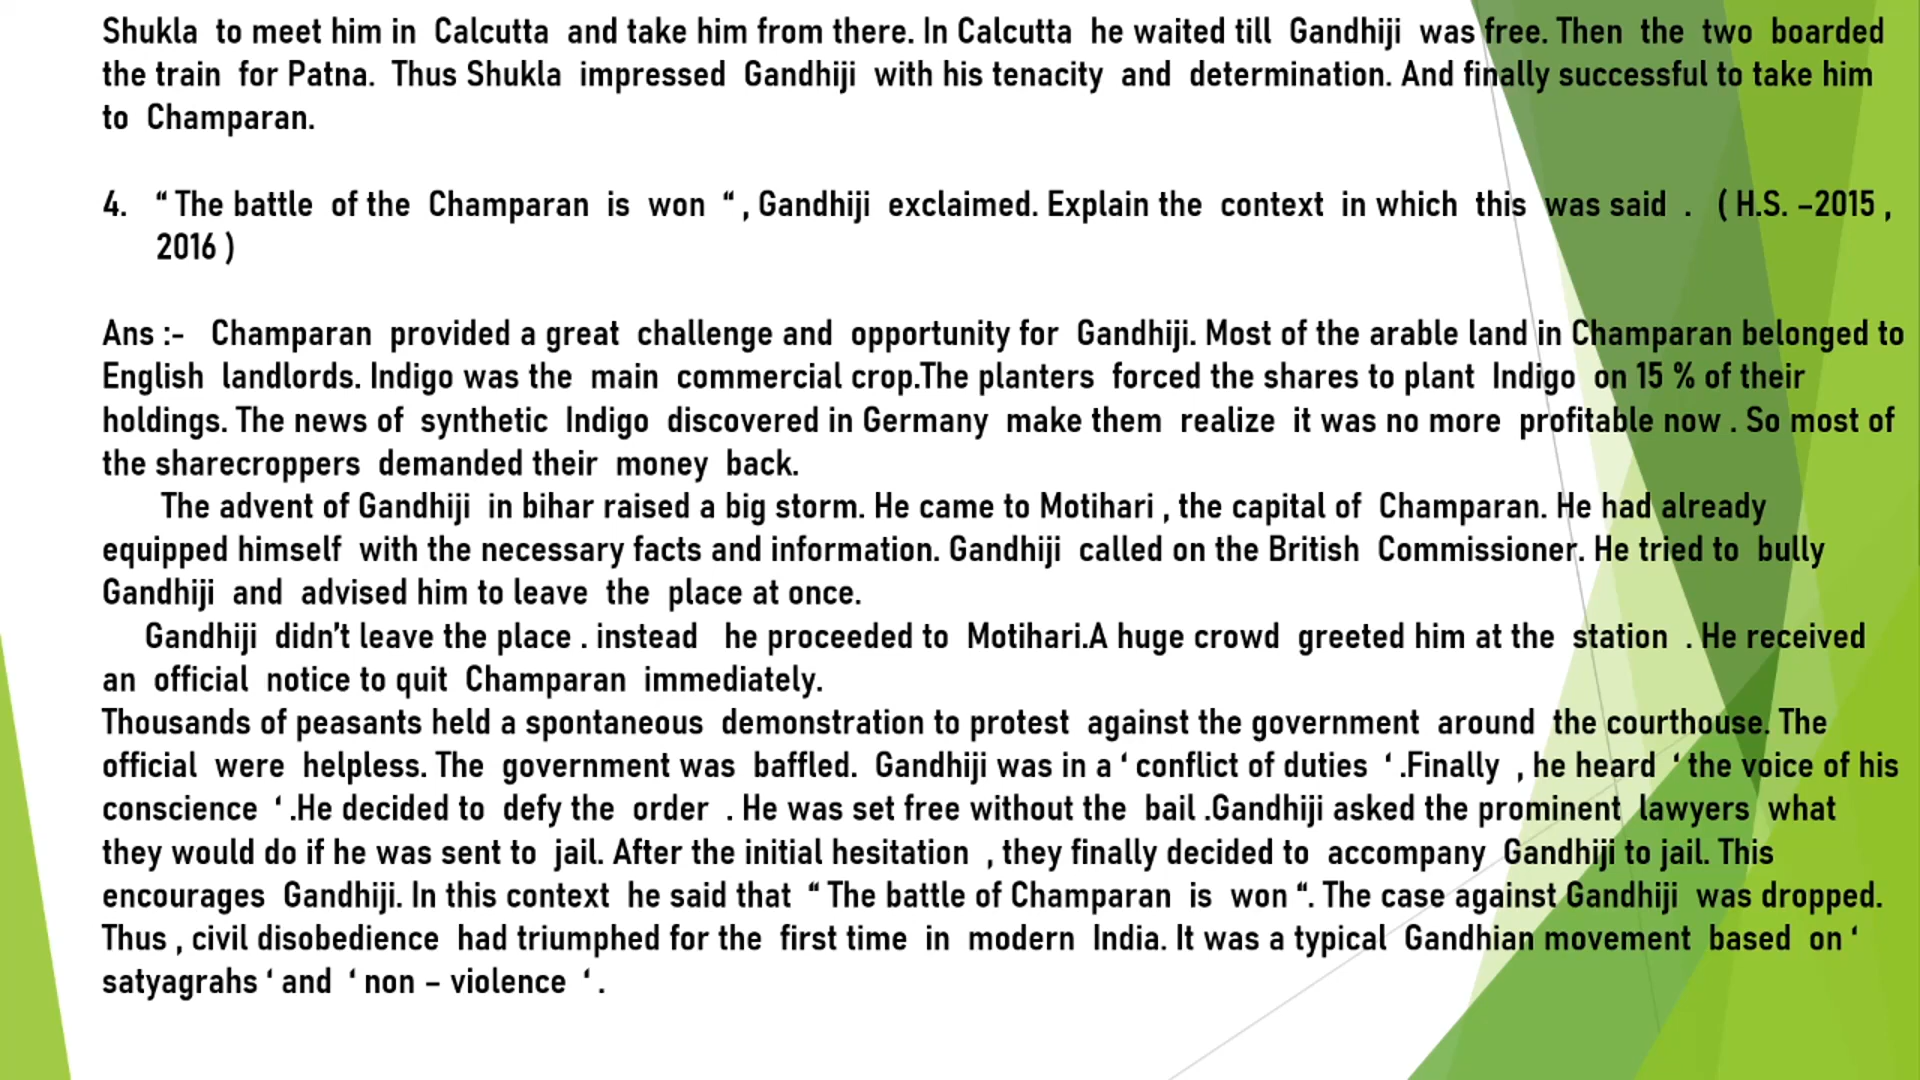 Shukla to meet him in Calcutta and take him from there. In Calcutta he waited till Gandhiji was free. Then the two boarded
the train for Patna. Thus Shukla impressed Gandhiji with his tenacity and determination. And finally successful to take him
to Champaran.
4. “ The battle of the Champaran is won “ , Gandhiji exclaimed. Explain the context in which this was said . ( H.S. –2015 ,
2016 )
Ans :- Champaran provided a great challenge and opportunity for Gandhiji. Most of the arable land in Champaran belonged to
English landlords. Indigo was the main commercial crop.The planters forced the shares to plant Indigo on 15 % of their
holdings. The news of synthetic Indigo discovered in Germany make them realize it was no more profitable now . So most of
the sharecroppers demanded their money back.
The advent of Gandhiji in bihar raised a big storm. He came to Motihari , the capital of Champaran. He had already
equipped himself with the necessary facts and information. Gandhiji called on the British Commissioner. He tried to bully
Gandhiji and advised him to leave the place at once.
Gandhiji didn’t leave the place . instead he proceeded to Motihari.A huge crowd greeted him at the station . He received
an official notice to quit Champaran immediately.
Thousands of peasants held a spontaneous demonstration to protest against the government around the courthouse. The
official were helpless. The government was baffled. Gandhiji was in a ‘ conflict of duties ‘ .Finally , he heard ‘ the voice of his
conscience ‘ .He decided to defy the order . He was set free without the bail .Gandhiji asked the prominent lawyers what
they would do if he was sent to jail. After the initial hesitation , they finally decided to accompany Gandhiji to jail. This
encourages Gandhiji. In this context he said that “ The battle of Champaran is won “. The case against Gandhiji was dropped.
Thus , civil disobedience had triumphed for the first time in modern India. It was a typical Gandhian movement based on ‘
satyagrahs ‘ and ‘ non – violence ‘ .